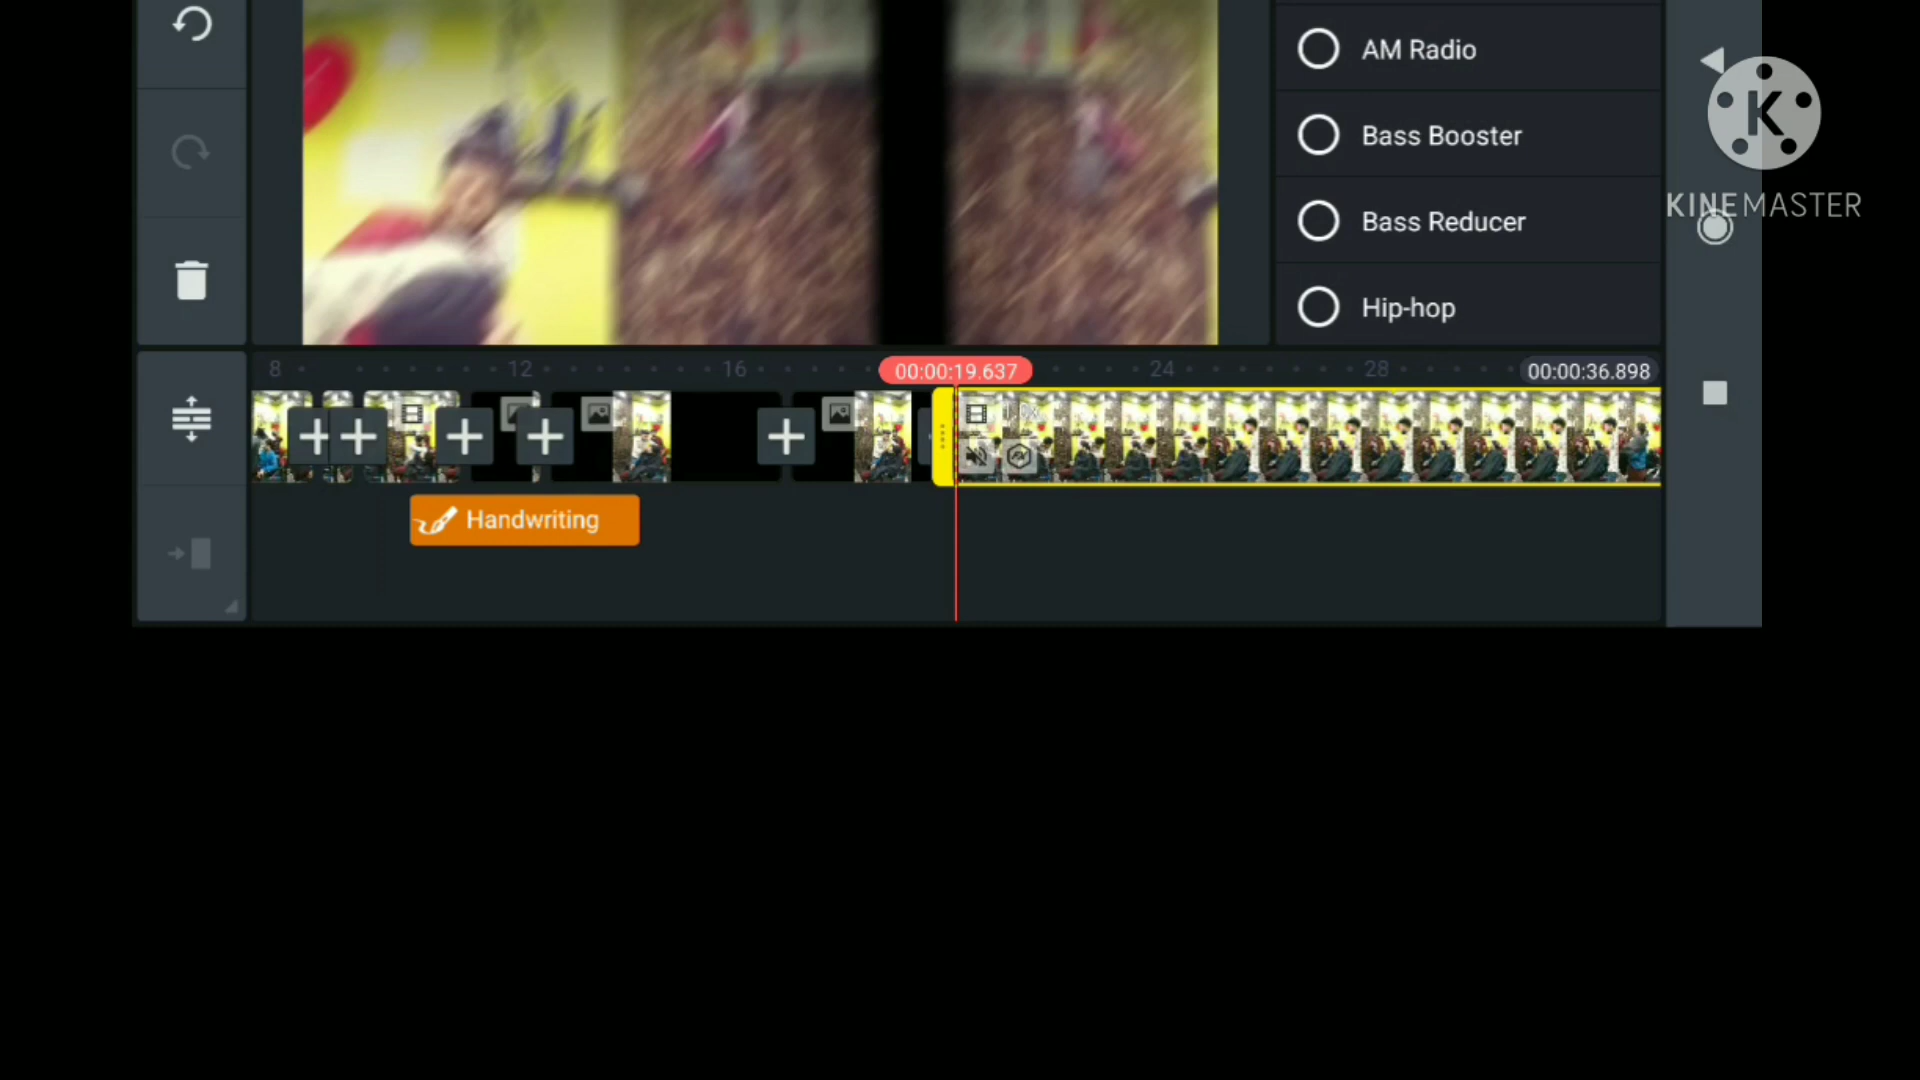 AM Radio
Bass Booster
Bass Reducer
Hip-hop
K
KINEMASTER
8
12
16
00:00:19.637
24
28
00:00:36.898
Handwriting